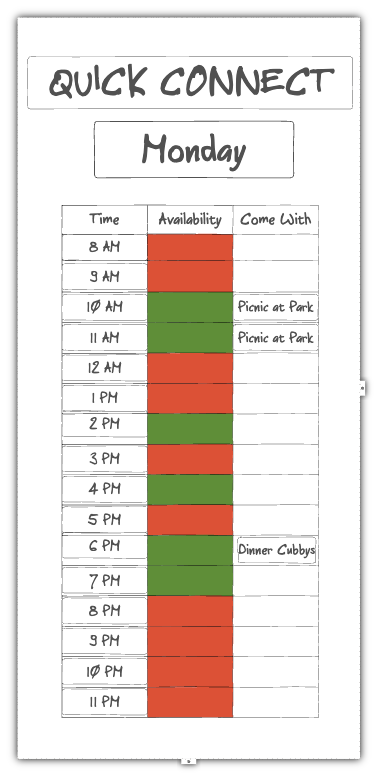 QUICK CONNECT
Monday
Time Availability Come With
8 AM
9 AM
10 AM Picnic at Park
11 AM Picnic at Park
12 AM
1 PM
2 PM
3 PM
4 PM
5 PM
6 PM Dinner Cubbys
7 PM
8 PM
9 PM
10 PM
11 PM